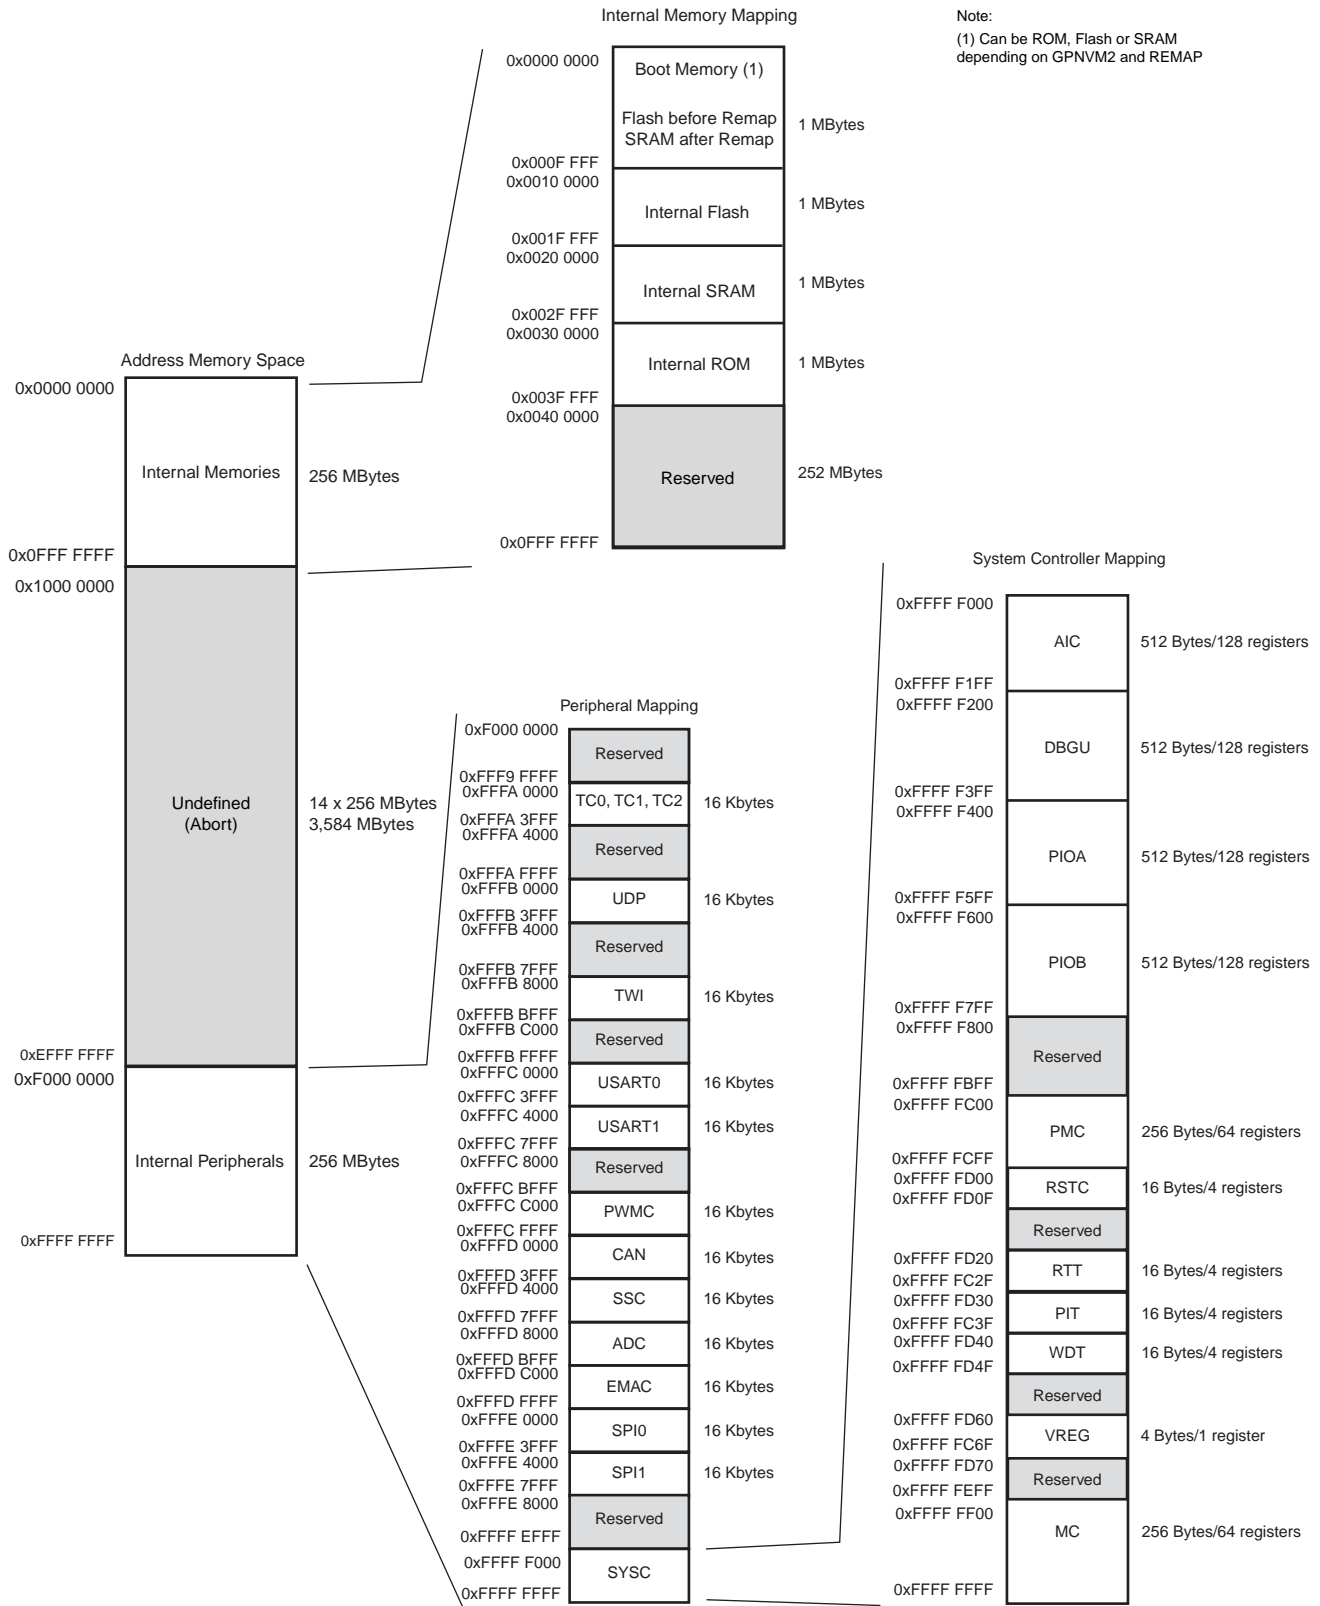 Internal Memory Mapping
Note:
(1) Can be ROM, Flash or SRAM
depending on GPNVM2 and REMAP
0x0000 0000
Boot Memory (1)
Flash before Remap
SRAM after Remap
1 MBytes
0x000F FFF
0x0010 0000
Internal Flash
1 MBytes
0x001F FFF
0x0020 0000
Internal SRAM
1 MBytes
0x002F FFF
0x0030 0000
Internal ROM
1 MBytes
0x003F FFF
0x0040 0000
Reserved
252 MBytes
0x0FFF FFFF
Address Memory Space
0x0000 0000
Internal Memories
256 MBytes
0x0FFF FFFF
0x1000 0000
Undefined
(Abort)
14 x 256 MBytes
3,584 MBytes
0xEFFF FFFF
0xF000 0000
Internal Peripherals
256 MBytes
0xFFFF FFFF
Peripheral Mapping
0xF000 0000
Reserved
0xFFF9 FFFF
0xFFFA 0000
TC0, TC1, TC2
16 Kbytes
0xFFFA 3FFF
0xFFFA 4000
Reserved
0xFFFA FFFF
0xFFFB 0000
UDP
16 Kbytes
0xFFFB 3FFF
0xFFFB 4000
Reserved
0xFFFB 7FFF
0xFFFB 8000
TWI
16 Kbytes
0xFFFB BFFF
0xFFFB C000
Reserved
0xFFFB FFFF
0xFFFC 0000
USART0
16 Kbytes
0xFFFC 3FFF
0xFFFC 4000
USART1
16 Kbytes
0xFFFC 7FFF
0xFFFC 8000
Reserved
0xFFFC BFFF
0xFFFC C000
PWMC
16 Kbytes
0xFFFC FFFF
0xFFFD 0000
CAN
16 Kbytes
0xFFFD 3FFF
0xFFFD 4000
SSC
16 Kbytes
0xFFFD 7FFF
0xFFFD 8000
ADC
16 Kbytes
0xFFFD BFFF
0xFFFD C000
EMAC
16 Kbytes
0xFFFD FFFF
0xFFFE 0000
SPI0
16 Kbytes
0xFFFE 3FFF
0xFFFE 4000
SPI1
16 Kbytes
0xFFFE 7FFF
0xFFFE 8000
Reserved
0xFFFF EFFF
0xFFFF F000
SYSC
0xFFFF FFFF
System Controller Mapping
0xFFFF F000
AIC
512 Bytes/128 registers
0xFFFF F1FF
0xFFFF F200
DBGU
512 Bytes/128 registers
0xFFFF F3FF
0xFFFF F400
PIOA
512 Bytes/128 registers
0xFFFF F5FF
0xFFFF F600
PIOB
512 Bytes/128 registers
0xFFFF F7FF
0xFFFF F800
Reserved
0xFFFF FBFF
0xFFFF FC00
PMC
256 Bytes/64 registers
0xFFFF FCFF
0xFFFF FD00
RSTC
16 Bytes/4 registers
0xFFFF FD0F
Reserved
0xFFFF FD20
RTT
16 Bytes/4 registers
0xFFFF FC2F
0xFFFF FD30
PIT
16 Bytes/4 registers
0xFFFF FC3F
0xFFFF FD40
WDT
16 Bytes/4 registers
0xFFFF FD4F
Reserved
0xFFFF FD60
VREG
4 Bytes/1 register
0xFFFF FC6F
0xFFFF FD70
Reserved
0xFFFF FEFF
0xFFFF FF00
MC
256 Bytes/64 registers
0xFFFF FFFF